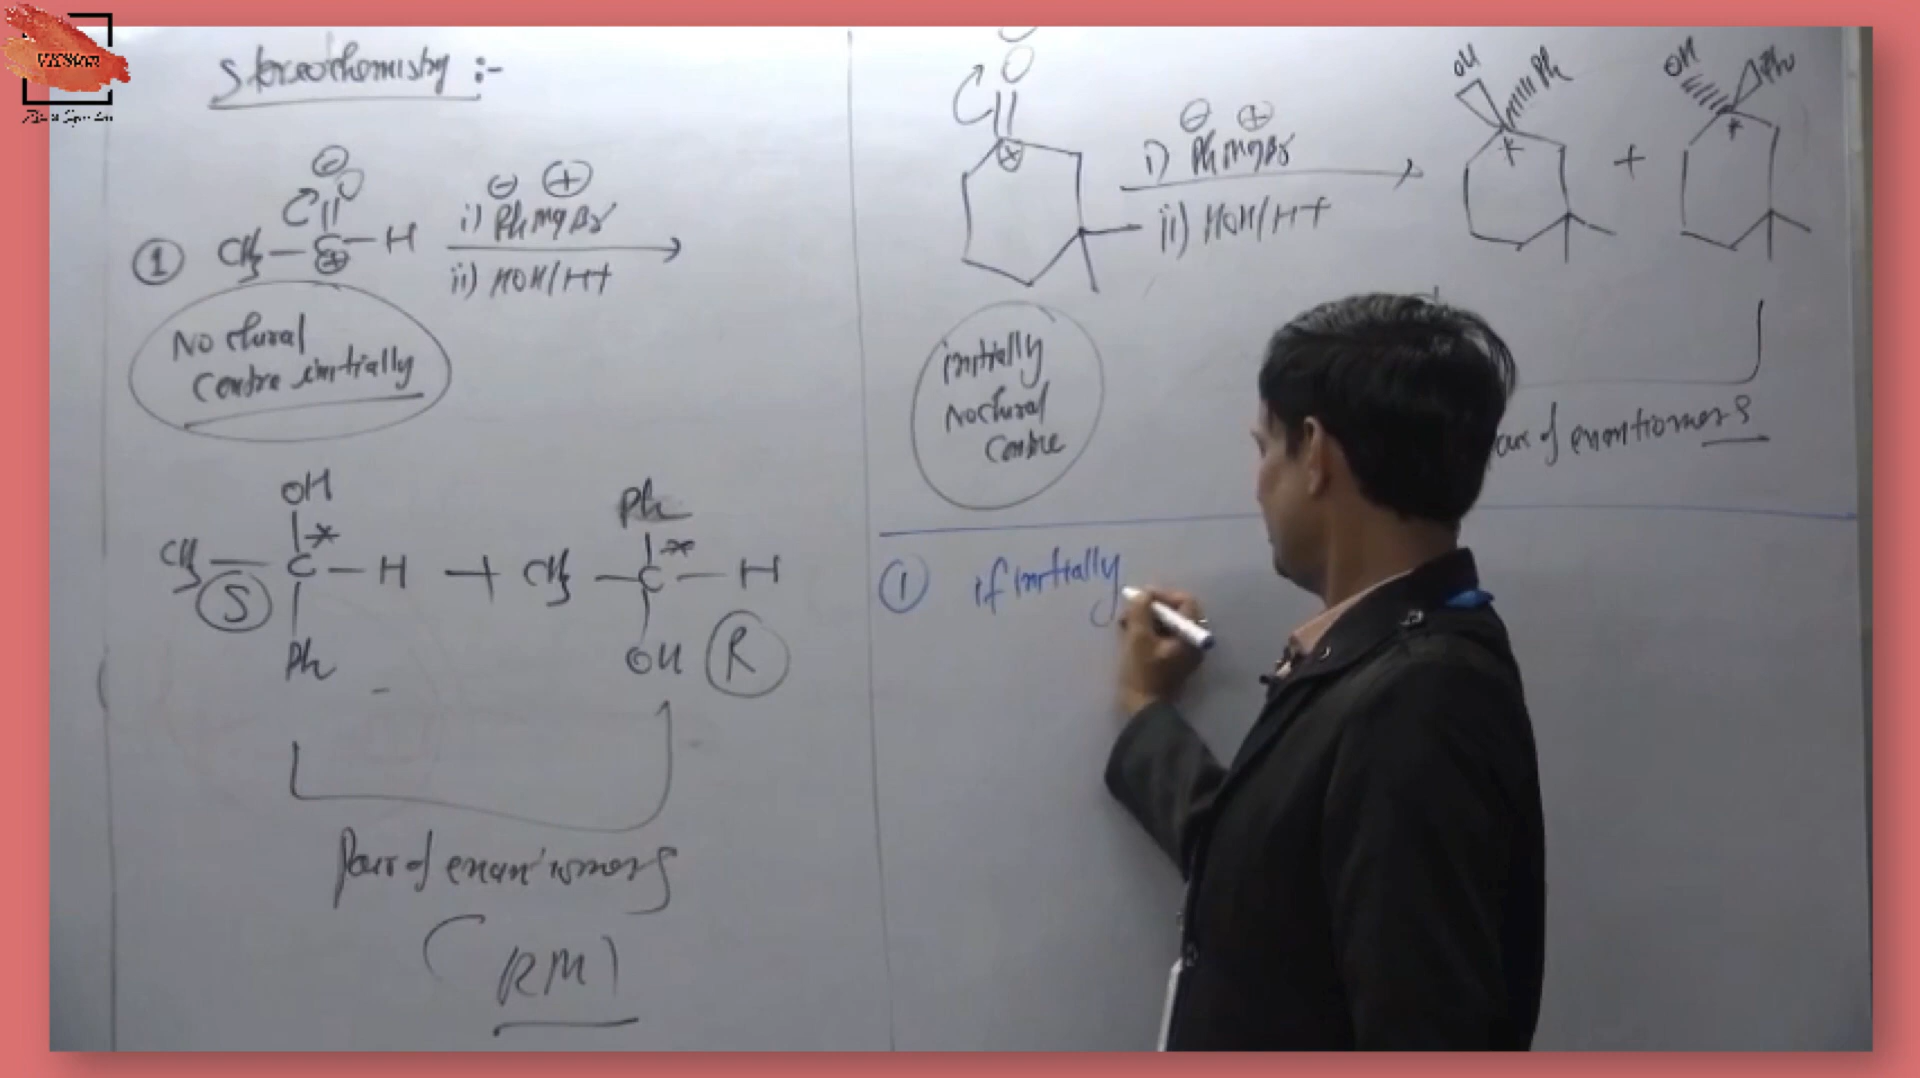 Stereochemistry :-
⊖
O
① CH3 - C - H
⊕
⊖ ⊕
i) PhMgBr
ii) HOH/H+
No chiral
Centre initially
OH
CH3 - C* - H
S
Ph
+
Ph
CH3 - C* - H
OH R
Pair of enantiomers
(RM)
O
⊖ ⊕
i) PhMgBr
ii) HOH/H+
OH Ph
*
+
OH Ph
*
initially
No chiral
Centre
of enantiomers
① if initially